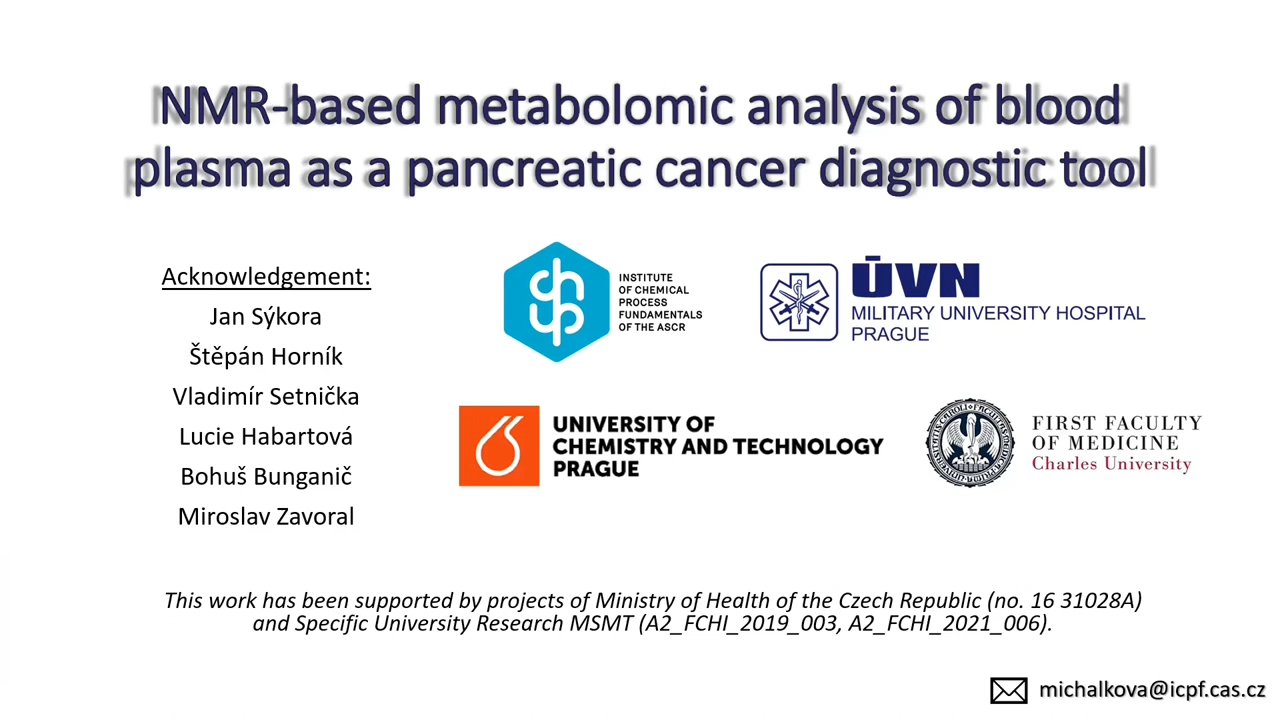 NMR-based metabolomic analysis of blood
plasma as a pancreatic cancer diagnostic tool
Acknowledgement:
Jan Sýkora
Štěpán Horník
Vladimír Setnička
Lucie Habartová
Bohuš Bunganič
Miroslav Zavoral
INSTITUTE
OF CHEMICAL
PROCESS
FUNDAMENTALS
OF THE ASCR
ÚVN
MILITARY UNIVERSITY HOSPITAL
PRAGUE
UNIVERSITY OF
CHEMISTRY AND TECHNOLOGY
PRAGUE
FIRST FACULTY
OF MEDICINE
Charles University
This work has been supported by projects of Ministry of Health of the Czech Republic (no. 16 31028A)
and Specific University Research MSMT (A2_FCHI_2019_003, A2_FCHI_2021_006).
michalkova@icpf.cas.cz